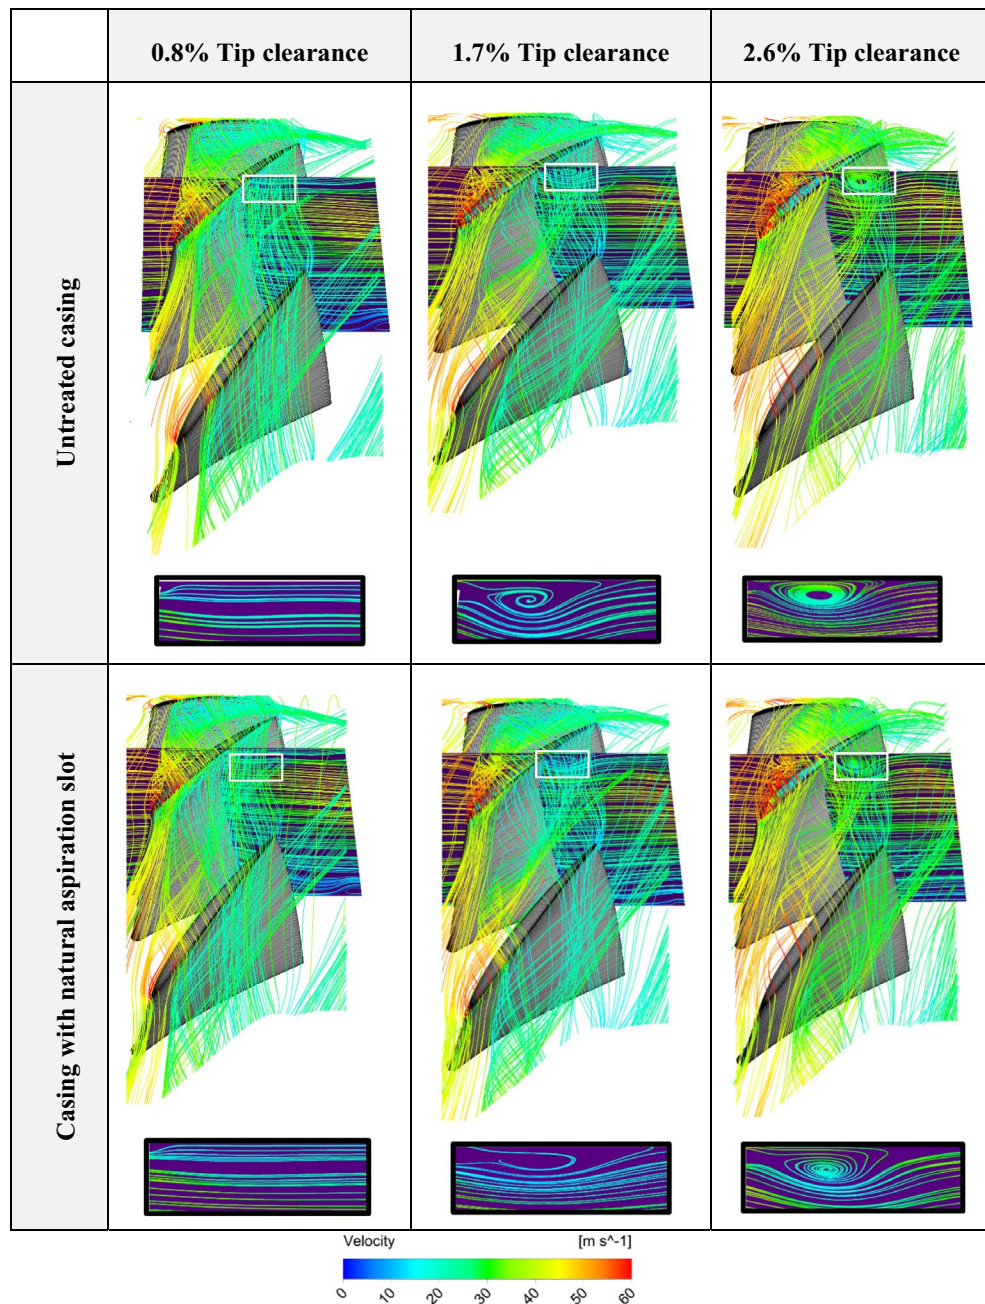 0.8% Tip clearance
1.7% Tip clearance
2.6% Tip clearance
Untreated casing
Casing with natural aspiration slot
Velocity
[m s^-1]
0
10
20
30
40
50
60